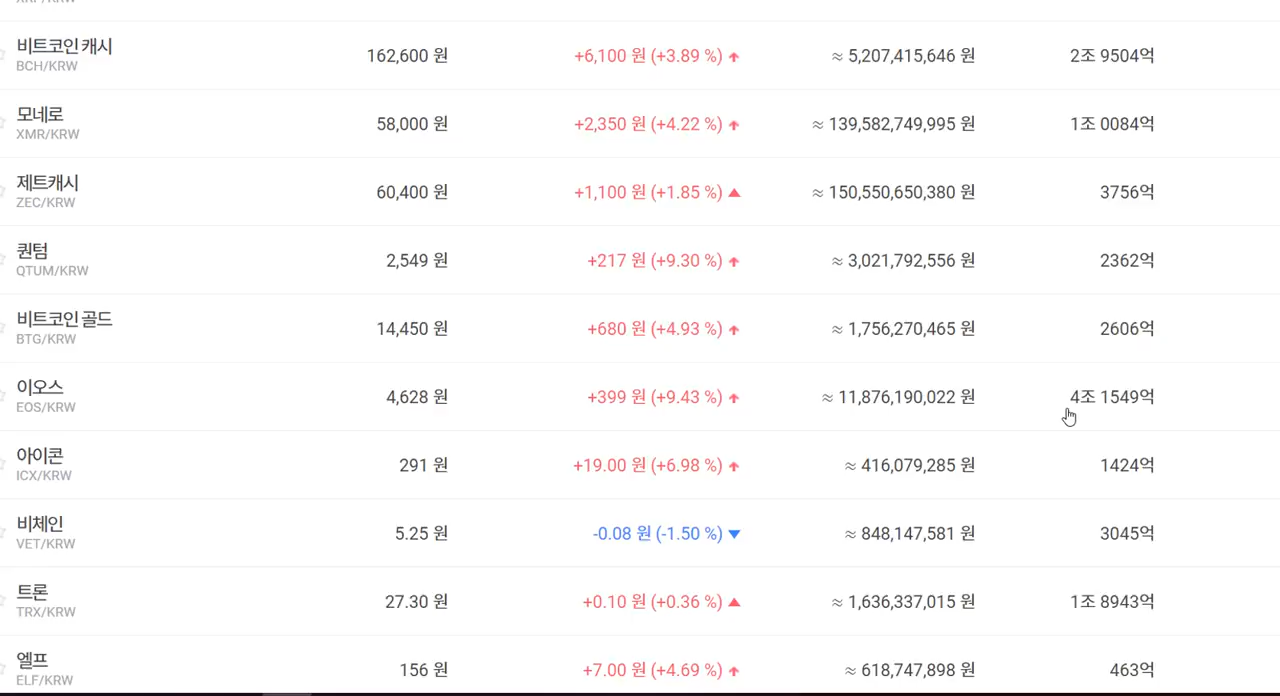 비트코인 캐시 162,600 원 +6,100 원 (+3.89 %) ≈ 5,207,415,646 원 2조 9504억
BCH/KRW
모네로 58,000 원 +2,350 원 (+4.22 %) ≈ 139,582,749,995 원 1조 0084억
XMR/KRW
제트캐시 60,400 원 +1,100 원 (+1.85 %) ≈ 150,550,650,380 원 3756억
ZEC/KRW
퀀텀 2,549 원 +217 원 (+9.30 %) ≈ 3,021,792,556 원 2362억
QTUM/KRW
비트코인 골드 14,450 원 +680 원 (+4.93 %) ≈ 1,756,270,465 원 2606억
BTG/KRW
이오스 4,628 원 +399 원 (+9.43 %) ≈ 11,876,190,022 원 4조 1549억
EOS/KRW
아이콘 291 원 +19.00 원 (+6.98 %) ≈ 416,079,285 원 1424억
ICX/KRW
비체인 5.25 원 -0.08 원 (-1.50 %) ≈ 848,147,581 원 3045억
VET/KRW
트론 27.30 원 +0.10 원 (+0.36 %) ≈ 1,636,337,015 원 1조 8943억
TRX/KRW
엘프 156 원 +7.00 원 (+4.69 %) ≈ 618,747,898 원 463억
ELF/KRW